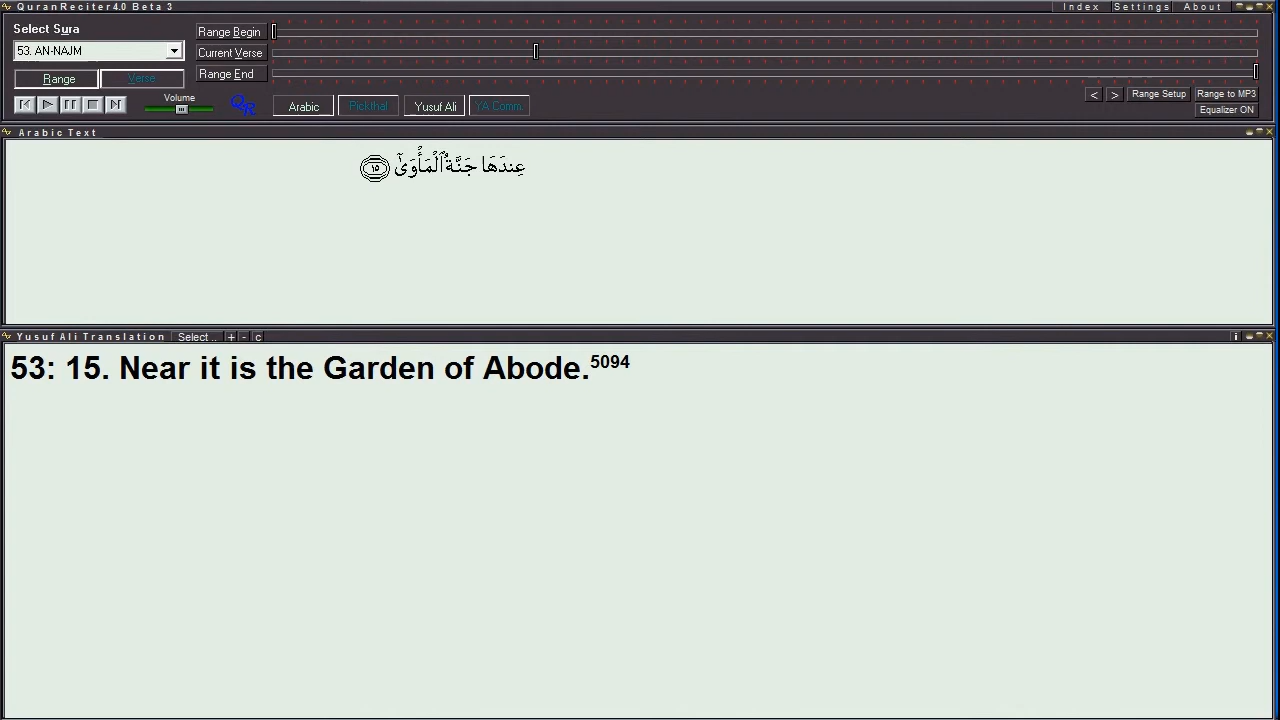 QuranReciter4.0 Beta 3
Index Settings About
Select Sura
53. AN-NAJM
Range Verse
Volume
Range Begin
Current Verse
Range End
QR
Arabic Pickthal Yusuf Ali YA Comm.
< > Range Setup Range to MP3
Equalizer ON
Arabic Text
عِندَهَا جَنَّةُ ٱلْمَأْوَىٰٓ ١٥
Yusuf Ali Translation Select .. + - c
i
53: 15. Near it is the Garden of Abode.5094